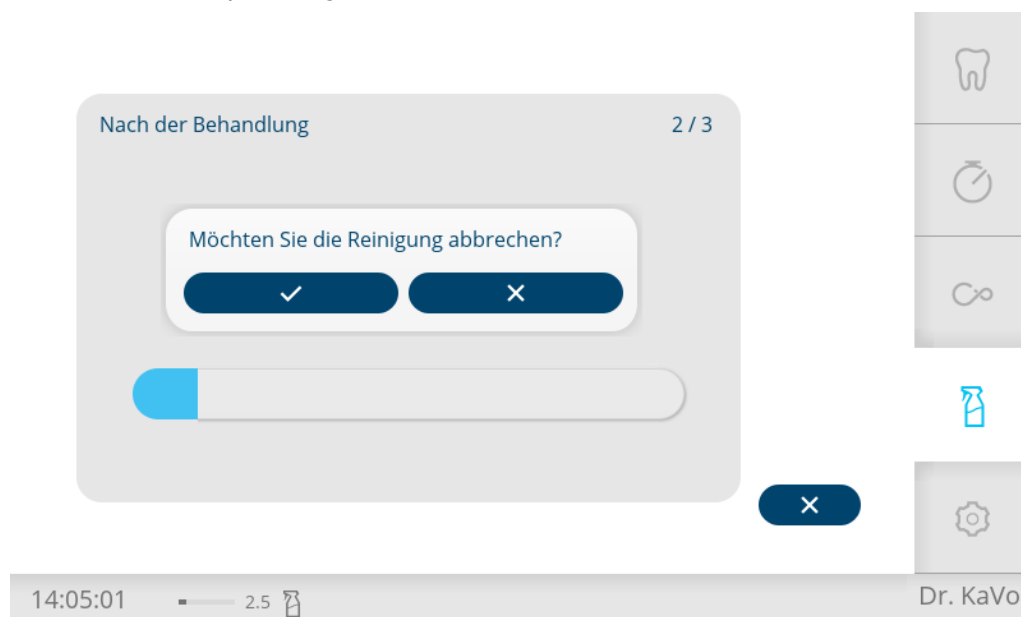 Nach der Behandlung 2 / 3
Möchten Sie die Reinigung abbrechen?
14:05:01 2.5 Dr. KaVo